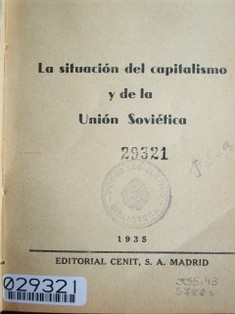 La situación del capitalismo
y de la
Unión Soviética
29321
1935
EDITORIAL CENIT, S. A. MADRID
029321